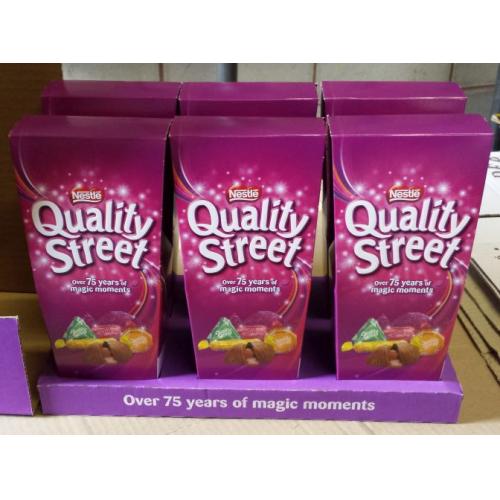 Nestlé
Quality
Street
Over 75 years of
magic moments
Nestlé
Quality
Street
Over 75 years of
magic moments
Nestlé
Quality
Street
Over 75 years of
magic moments
Over 75 years of magic moments